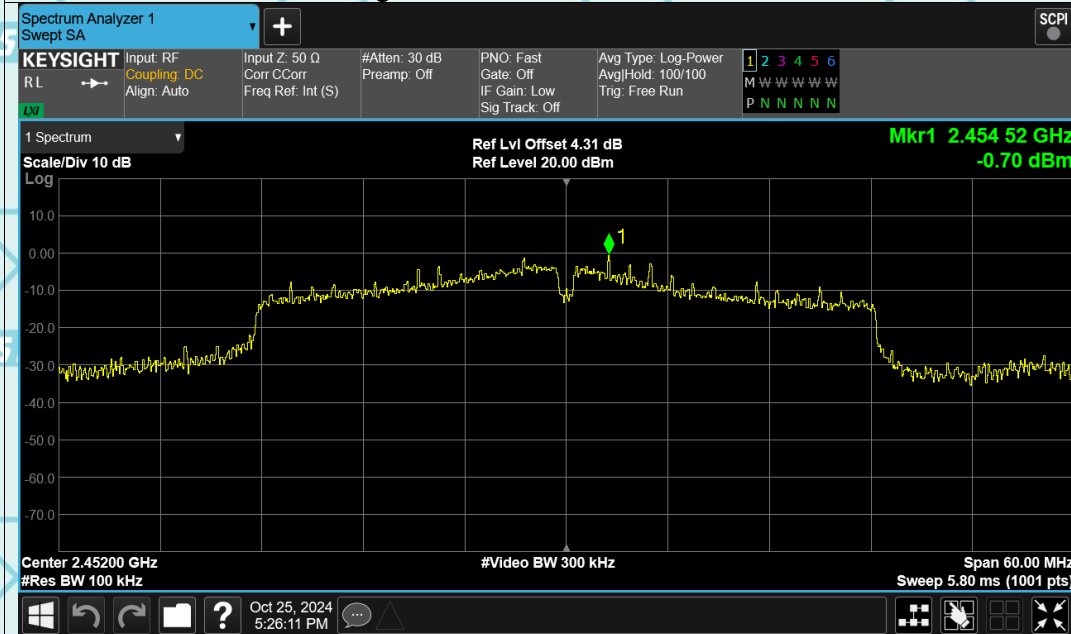 Spectrum Analyzer 1
Swept SA
+
SCPI
KEYSIGHT
R L
LXI
Input: RF
Coupling: DC
Align: Auto
Input Z: 50 Ω
Corr CCorr
Freq Ref: Int (S)
#Atten: 30 dB
Preamp: Off
PNO: Fast
Gate: Off
IF Gain: Low
Sig Track: Off
Avg Type: Log-Power
Avg|Hold: 100/100
Trig: Free Run
1 2 3 4 5 6
M W W W W W
P N N N N N
1 Spectrum
Scale/Div 10 dB
Log
Ref Lvl Offset 4.31 dB
Ref Level 20.00 dBm
Mkr1 2.454 52 GHz
-0.70 dBm
1
10.0
0.00
-10.0
-20.0
-30.0
-40.0
-50.0
-60.0
-70.0
Center 2.45200 GHz
#Res BW 100 kHz
#Video BW 300 kHz
Span 60.00 MHz
Sweep 5.80 ms (1001 pts)
?
Oct 25, 2024
5:26:11 PM